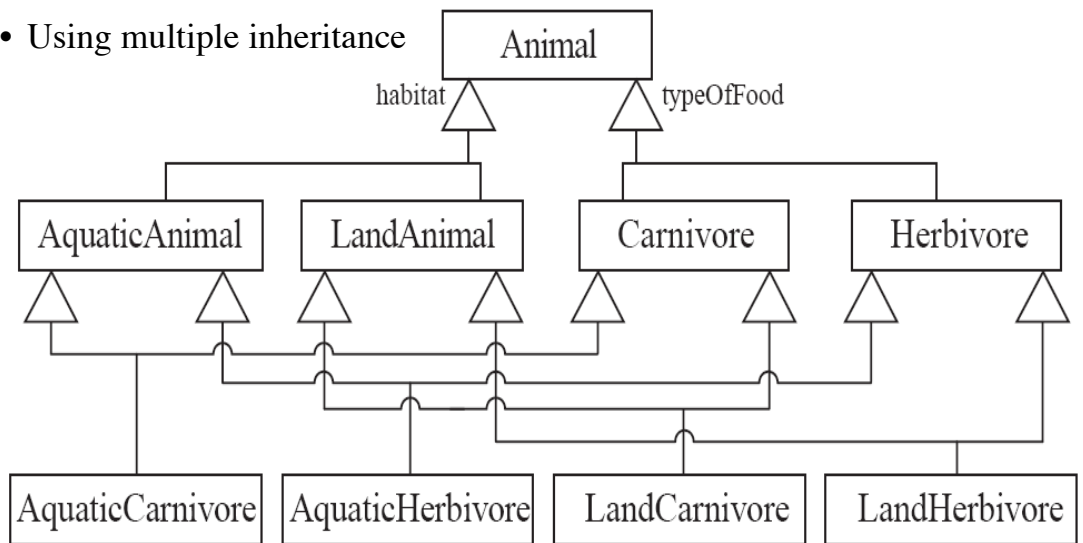 • Using multiple inheritance
Animal
habitat
typeOfFood
AquaticAnimal
LandAnimal
Carnivore
Herbivore
AquaticCarnivore
AquaticHerbivore
LandCarnivore
LandHerbivore